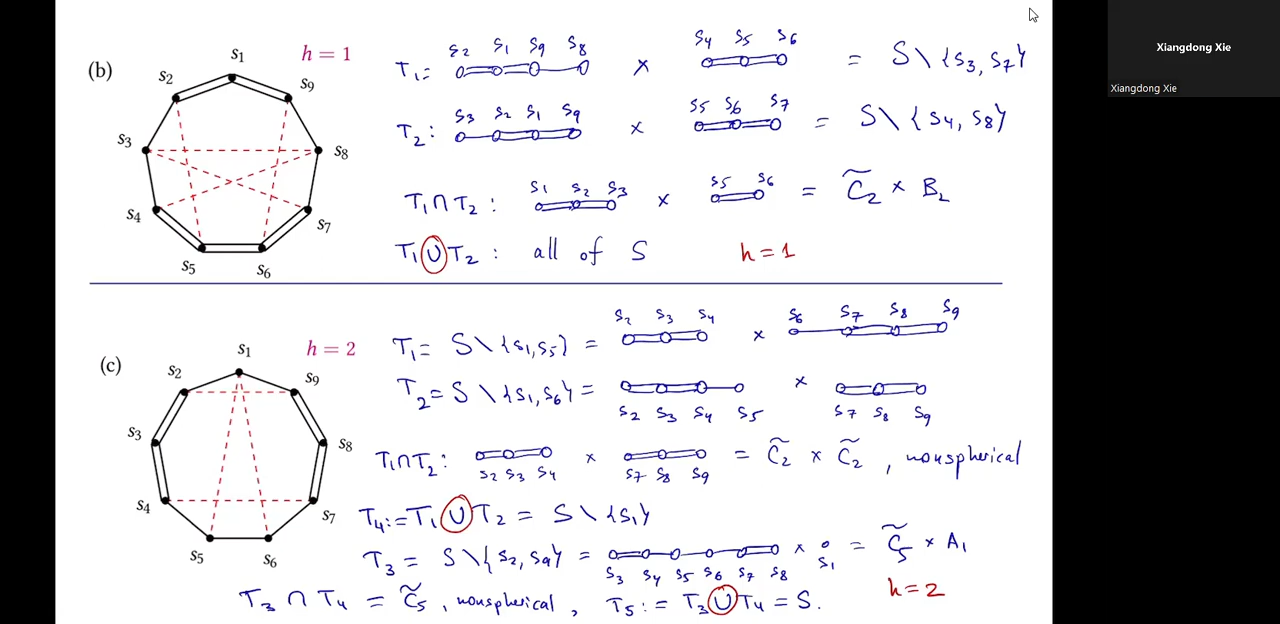 (b)
h = 1
S1
S2
S9
S3
S8
S4
S7
S5
S6
T₁ = S2 S1 S9 S8 × S4 S5 S6 = S \ {S3, S7}
T₂ : S3 S2 S1 S9 × S5 S6 S7 = S \ {S4, S8}
T₁ ∩ T₂ : S1 S2 S3 × S5 S6 = C̃₂ × B₂
T₁ ∪ T₂ : all of S h = 1
(c)
h = 2
S1
S2
S9
S3
S8
S4
S7
S5
S6
T₁ = S \ {S1, S5} = S2 S3 S4 × S6 S7 S8 S9
T₂ = S \ {S1, S6} = S2 S3 S4 S5 × S7 S8 S9
T₁ ∩ T₂ : S2 S3 S4 × S7 S8 S9 = C̃₂ × C̃₂ , nonspherical
T₄ := T₁ ∪ T₂ = S \ {S1}
T₃ = S \ {S2, S9} = S3 S4 S5 S6 S7 S8 × S1 = C̃₅ × A₁
T₃ ∩ T₄ = C̃₅ , nonspherical , T₅ := T₃ ∪ T₄ = S. h = 2
Xiangdong Xie
Xiangdong Xie